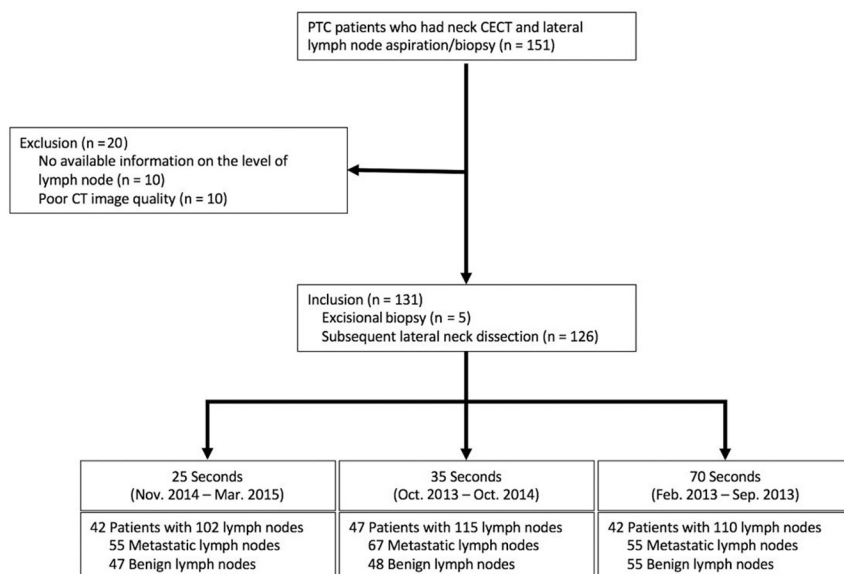 PTC patients who had neck CECT and lateral
lymph node aspiration/biopsy (n = 151)
Exclusion (n =20)
No available information on the level of
lymph node (n = 10)
Poor CT image quality (n = 10)
Inclusion (n = 131)
Excisional biopsy (n = 5)
Subsequent lateral neck dissection (n = 126)
25 Seconds
(Nov. 2014 – Mar. 2015)
42 Patients with 102 lymph nodes
55 Metastatic lymph nodes
47 Benign lymph nodes
35 Seconds
(Oct. 2013 – Oct. 2014)
47 Patients with 115 lymph nodes
67 Metastatic lymph nodes
48 Benign lymph nodes
70 Seconds
(Feb. 2013 – Sep. 2013)
42 Patients with 110 lymph nodes
55 Metastatic lymph nodes
55 Benign lymph nodes